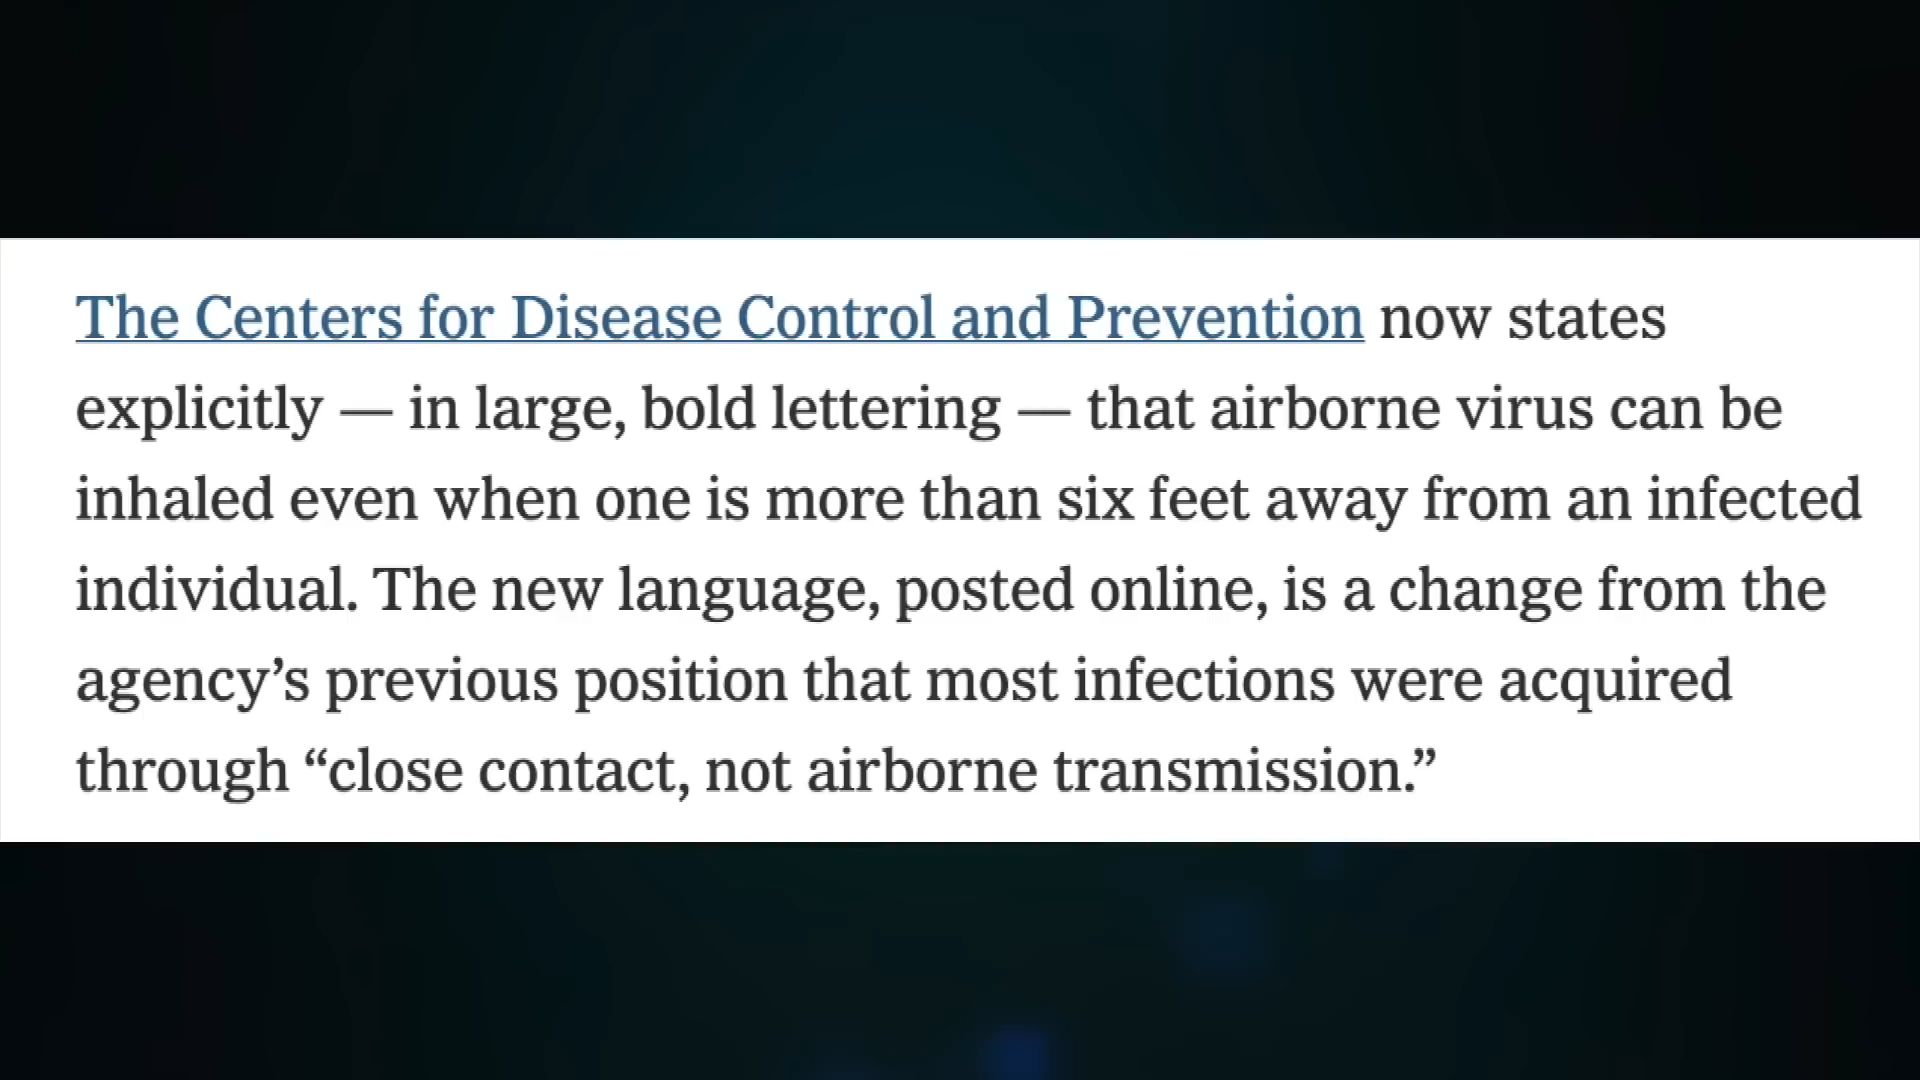 The Centers for Disease Control and Prevention now states
explicitly — in large, bold lettering — that airborne virus can be
inhaled even when one is more than six feet away from an infected
individual. The new language, posted online, is a change from the
agency’s previous position that most infections were acquired
through “close contact, not airborne transmission.”